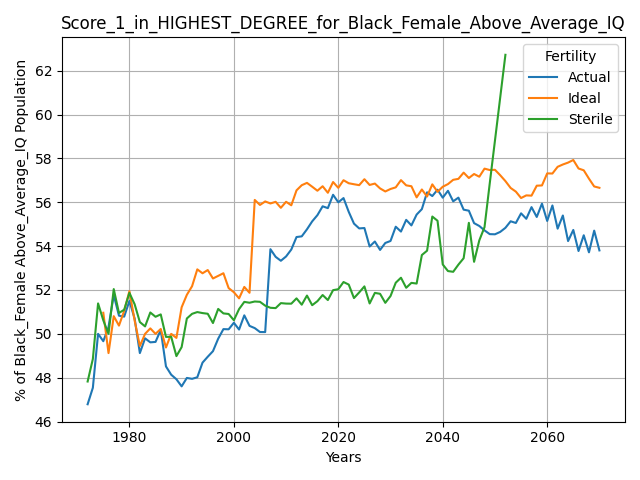 Score_1_in_HIGHEST_DEGREE_for_Black_Female_Above_Average_IQ
% of Black_Female Above_Average_IQ Population
62
60
58
56
54
52
50
48
46
Fertility
Actual
Ideal
Sterile
1980 2000 2020 2040 2060
Years